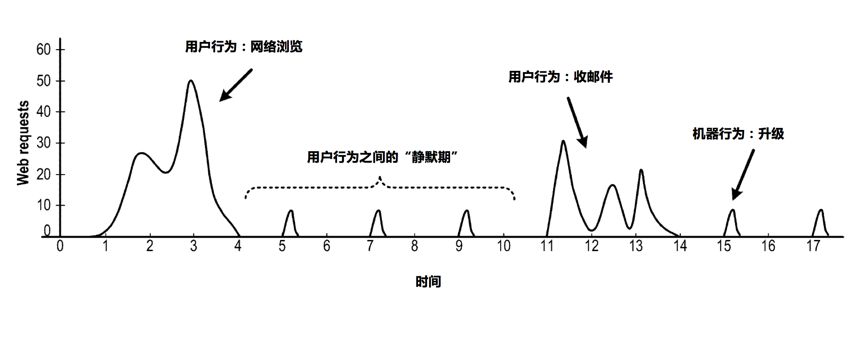 用户行为：网络浏览
用户行为：收邮件
机器行为：升级
用户行为之间的“静默期”
Web requests
60
50
40
30
20
10
0
0 1 2 3 4 5 6 7 8 9 10 11 12 13 14 15 16 17
时间